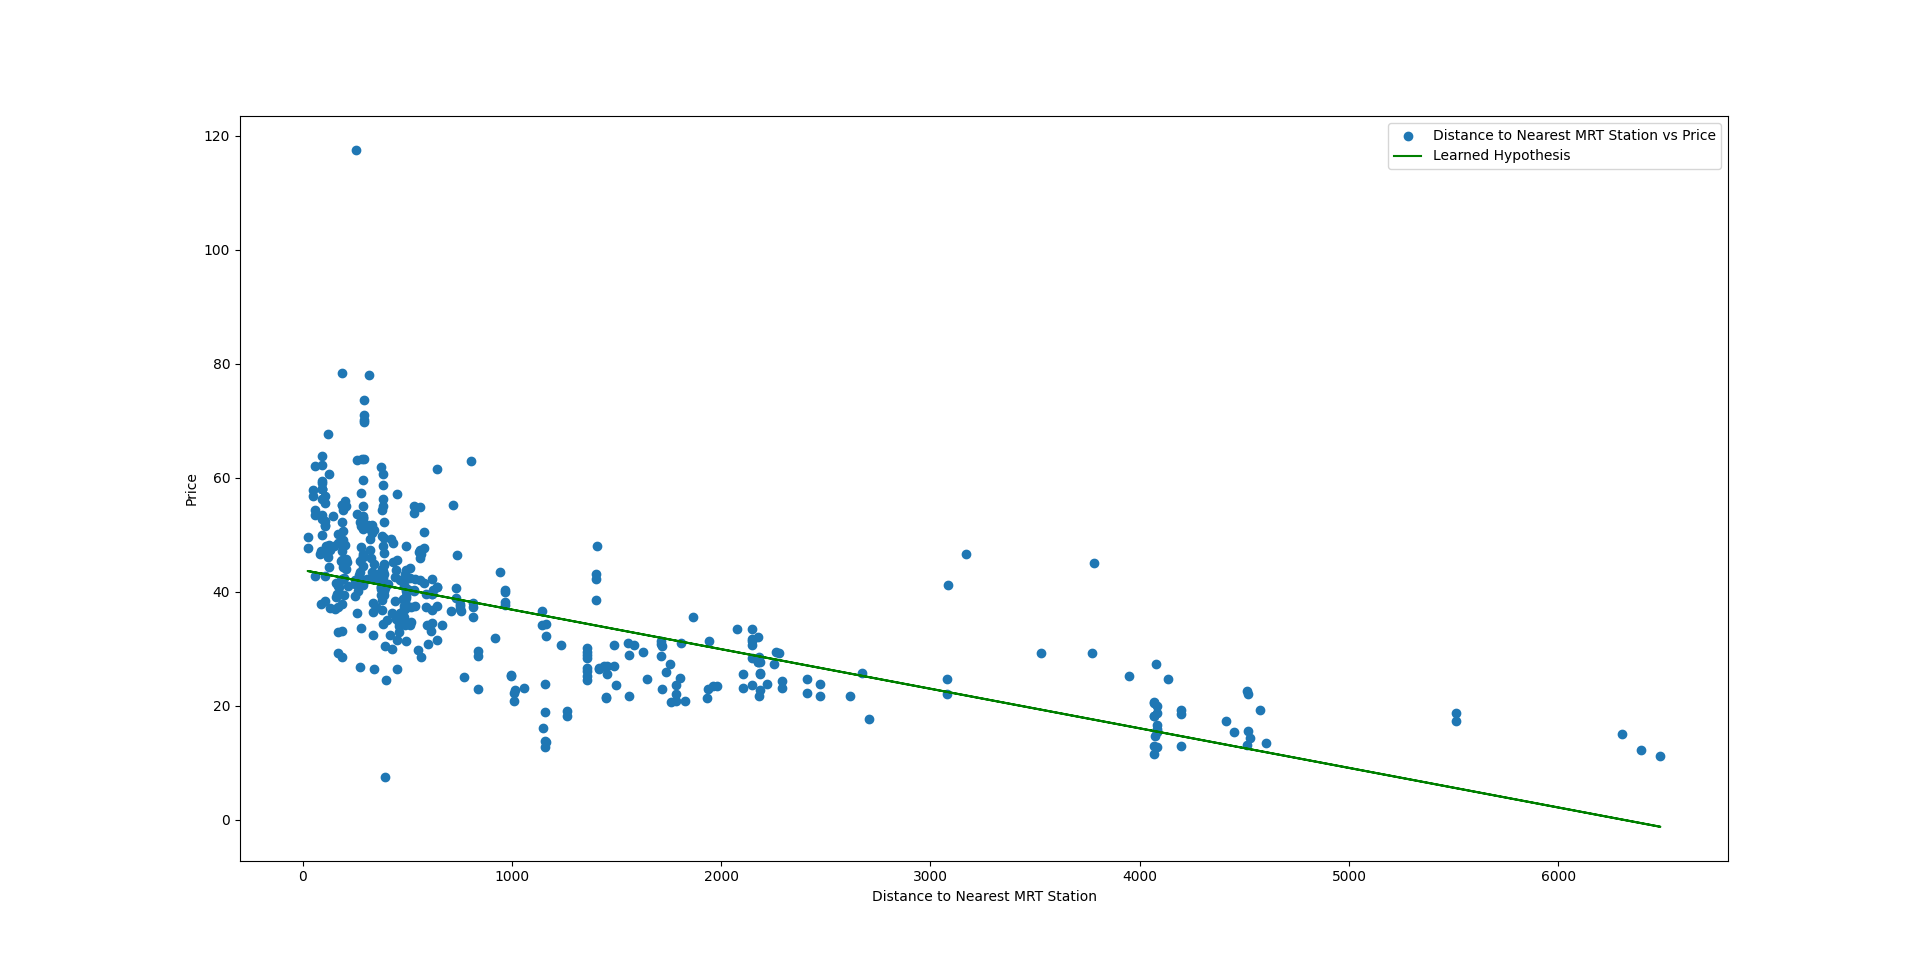 Distance to Nearest MRT Station vs Price
Learned Hypothesis
120
100
80
60
40
20
0
Price
0 1000 2000 3000 4000 5000 6000
Distance to Nearest MRT Station